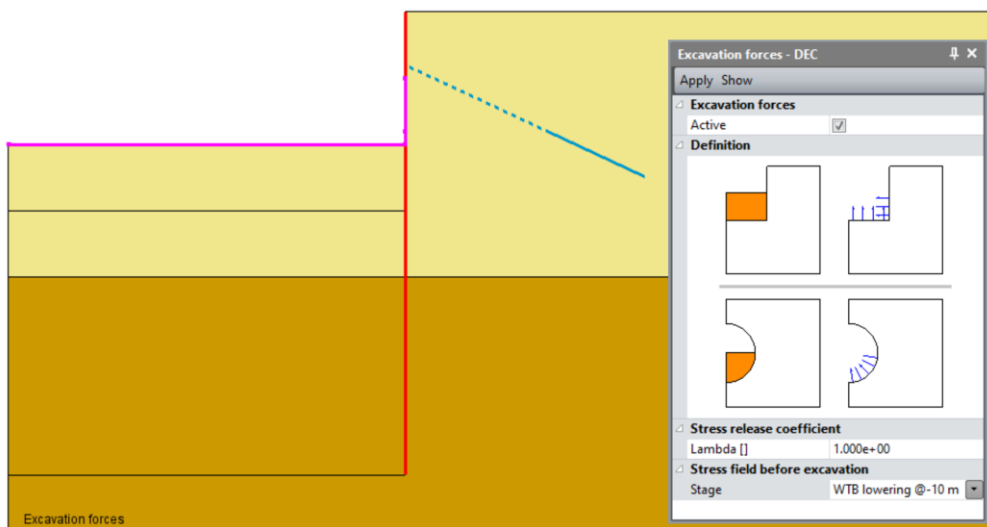 Excavation forces - DEC
Apply Show
Excavation forces
Active
Definition
Stress release coefficient
Lambda [] 1.000e+00
Stress field before excavation
Stage WTB lowering @-10 m
Excavation forces